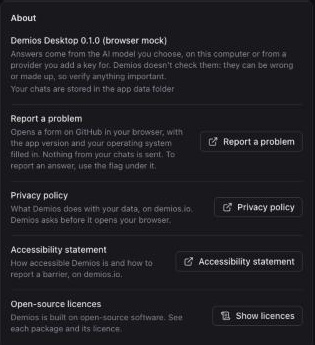 About
Demios Desktop 0.1.0 (browser mock)
Answers come from the AI model you choose, on this computer or from a
provider you add a key for. Demios doesn't check them: they can be wrong
or made up, so verify anything important.
Your chats are stored in the app data folder
Report a problem
Opens a form on GitHub in your browser, with
the app version and your operating system
filled in. Nothing from your chats is sent. To
report an answer, use the flag under it.
Report a problem
Privacy policy
What Demios does with your data, on demios.io.
Demios asks before it opens your browser.
Privacy policy
Accessibility statement
How accessible Demios is and how to
report a barrier, on demios.io.
Accessibility statement
Open-source licences
Demios is built on open-source software. See
each package and its licence.
Show licences